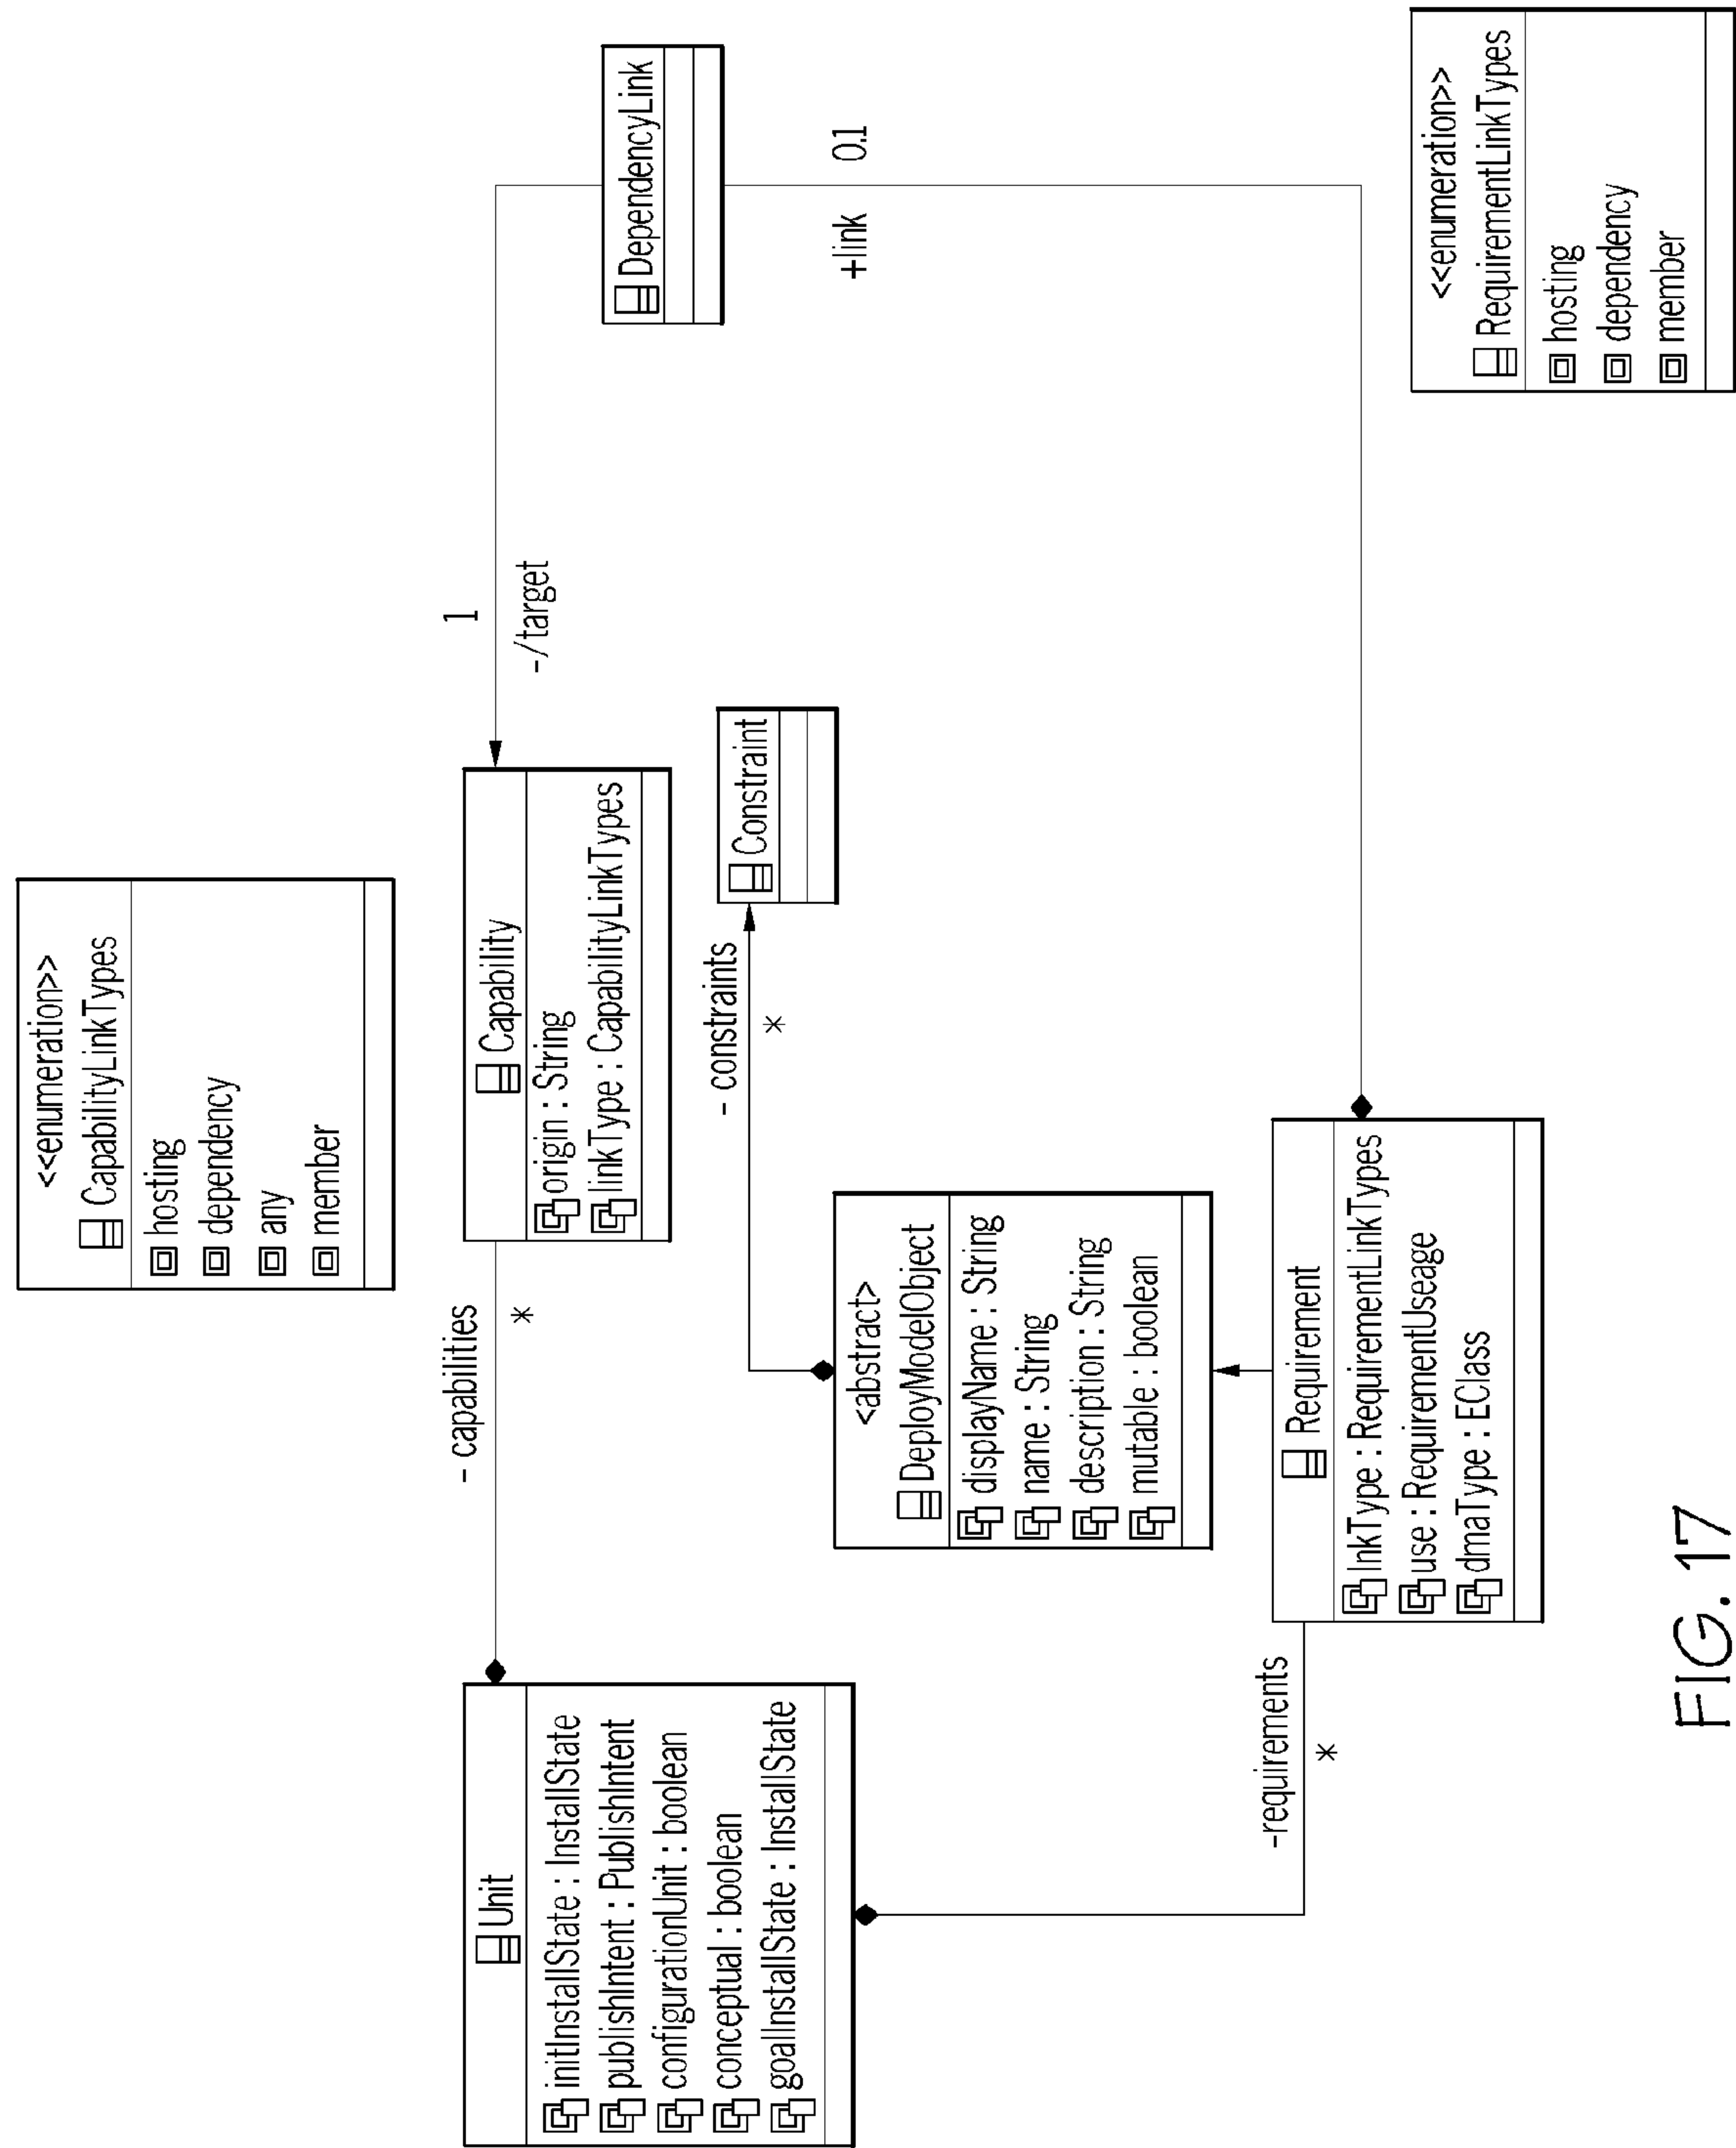 <<enumeration>>
CapabilityLinkTypes
hosting
dependency
any
member
Unit
initInstallState : InstallState
publishIntent : PublishIntent
configurationUnit : boolean
conceptual : boolean
goalInstallState : InstallState
- capabilities
*
Capability
origin : String
linkType : CapabilityLinkTypes
1
-/target
DependencyLink
+link 0.1
- constraints
*
Constraint
<abstract>
DeployModelObject
displayName : String
name : String
description : String
mutable : boolean
-requirements
*
Requirement
lnkType : RequirementLinkTypes
use : RequirementUseage
dmaType : EClass
<<enumeration>>
RequirementLinkTypes
hosting
dependency
member
FIG. 17